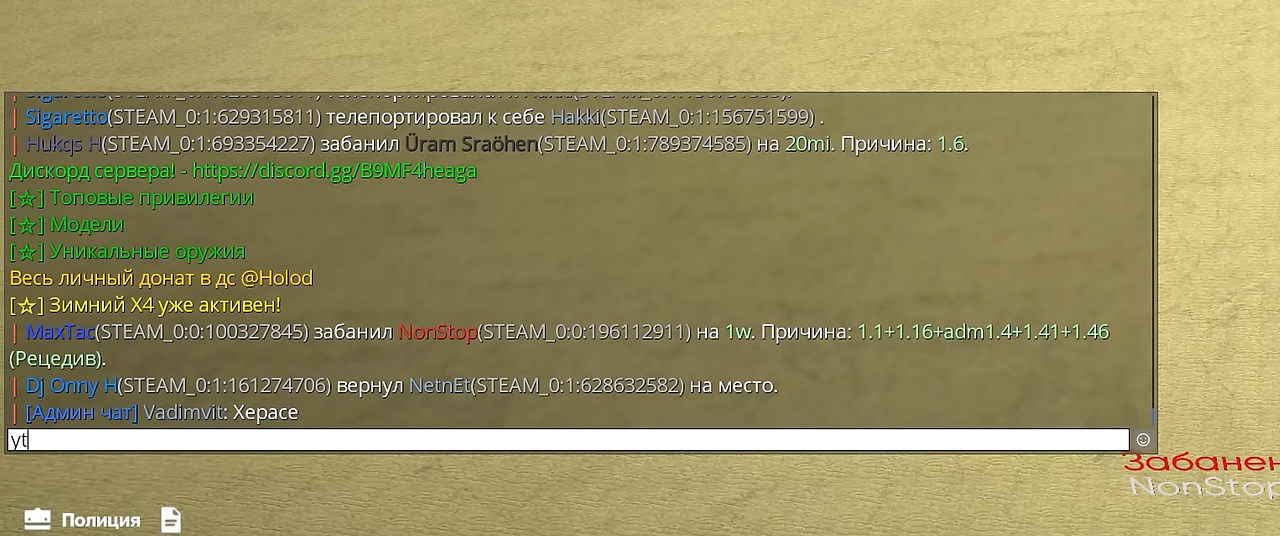 | Sigaretto(STEAM_0:1:629315811) телепортировал к себе Hakki(STEAM_0:1:156751599) .
| Hukqs H(STEAM_0:1:693354227) забанил Üram Sraöhen(STEAM_0:1:789374585) на 20mi. Причина: 1.6.
Дискорд сервера! - https://discord.gg/B9MF4heaga
[☆] Топовые привилегии
[☆] Модели
[☆] Уникальные оружия
Весь личный донат в дс @Holod
[☆] Зимний X4 уже активен!
| MaxTac(STEAM_0:0:100327845) забанил NonStop(STEAM_0:0:196112911) на 1w. Причина: 1.1+1.16+adm1.4+1.41+1.46
(Рецедив).
| Dj Onny H(STEAM_0:1:161274706) вернул NetnEt(STEAM_0:1:628632582) на место.
| [Админ чат] Vadimvit: Херасе
yt
Забанен
NonStop
Полиция